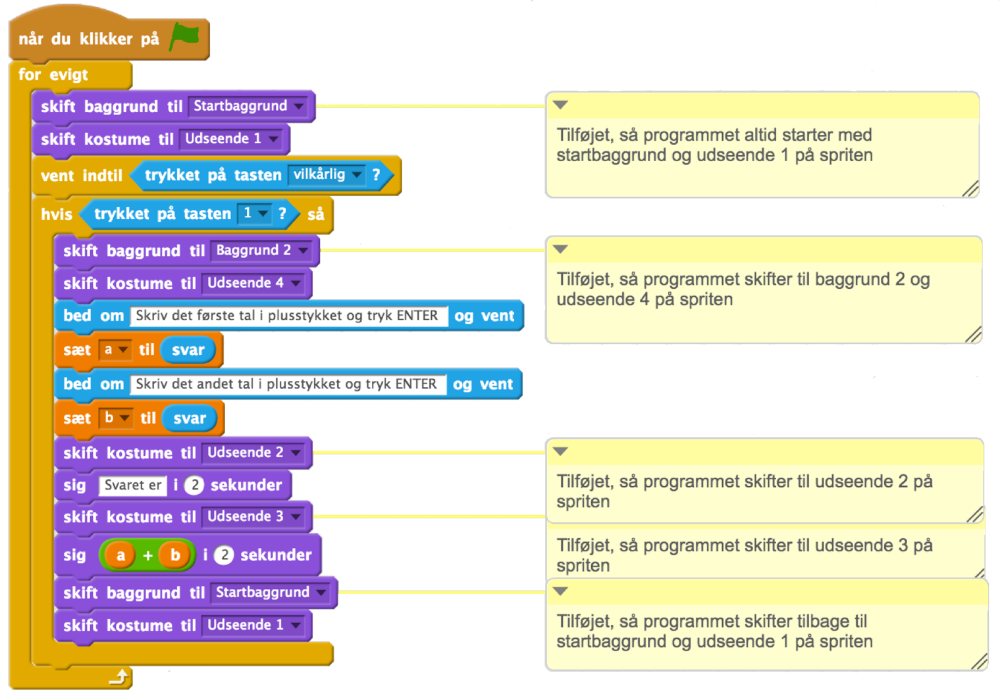 når du klikker på
for evigt
skift baggrund til Startbaggrund
skift kostume til Udseende 1
vent indtil trykket på tasten vilkårlig ?
hvis trykket på tasten 1 ? så
skift baggrund til Baggrund 2
skift kostume til Udseende 4
bed om Skriv det første tal i plusstykket og tryk ENTER og vent
sæt a til svar
bed om Skriv det andet tal i plusstykket og tryk ENTER og vent
sæt b til svar
skift kostume til Udseende 2
sig Svaret er i 2 sekunder
skift kostume til Udseende 3
sig a + b i 2 sekunder
skift baggrund til Startbaggrund
skift kostume til Udseende 1
Tilføjet, så programmet altid starter med
startbaggrund og udseende 1 på spriten
Tilføjet, så programmet skifter til baggrund 2 og
udseende 4 på spriten
Tilføjet, så programmet skifter til udseende 2 på
spriten
Tilføjet, så programmet skifter til udseende 3 på
spriten
Tilføjet, så programmet skifter tilbage til
startbaggrund og udseende 1 på spriten